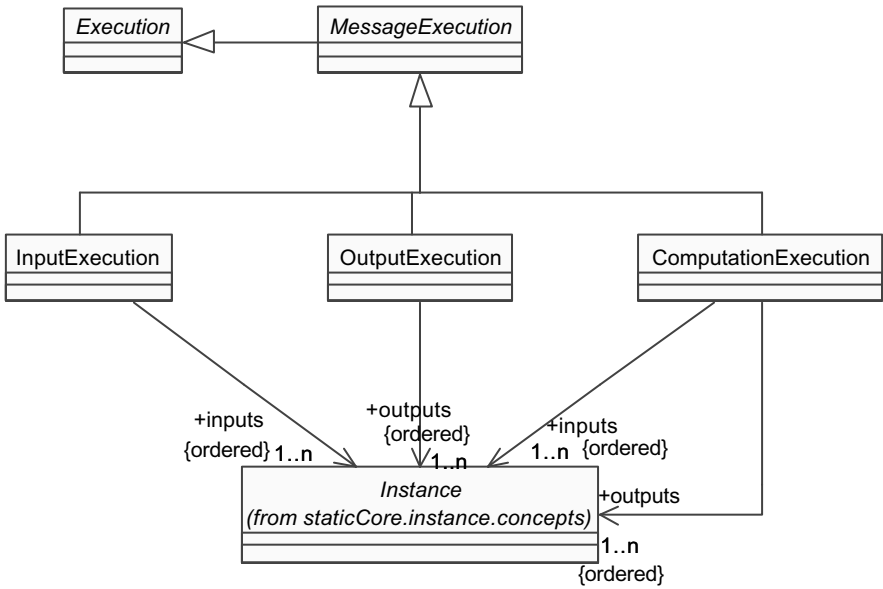 Execution
MessageExecution
InputExecution
OutputExecution
ComputationExecution
+inputs
{ordered}
1..n
+outputs
{ordered}
1..n
+inputs
{ordered}
1..n
Instance
(from staticCore.instance.concepts)
+outputs
1..n
{ordered}